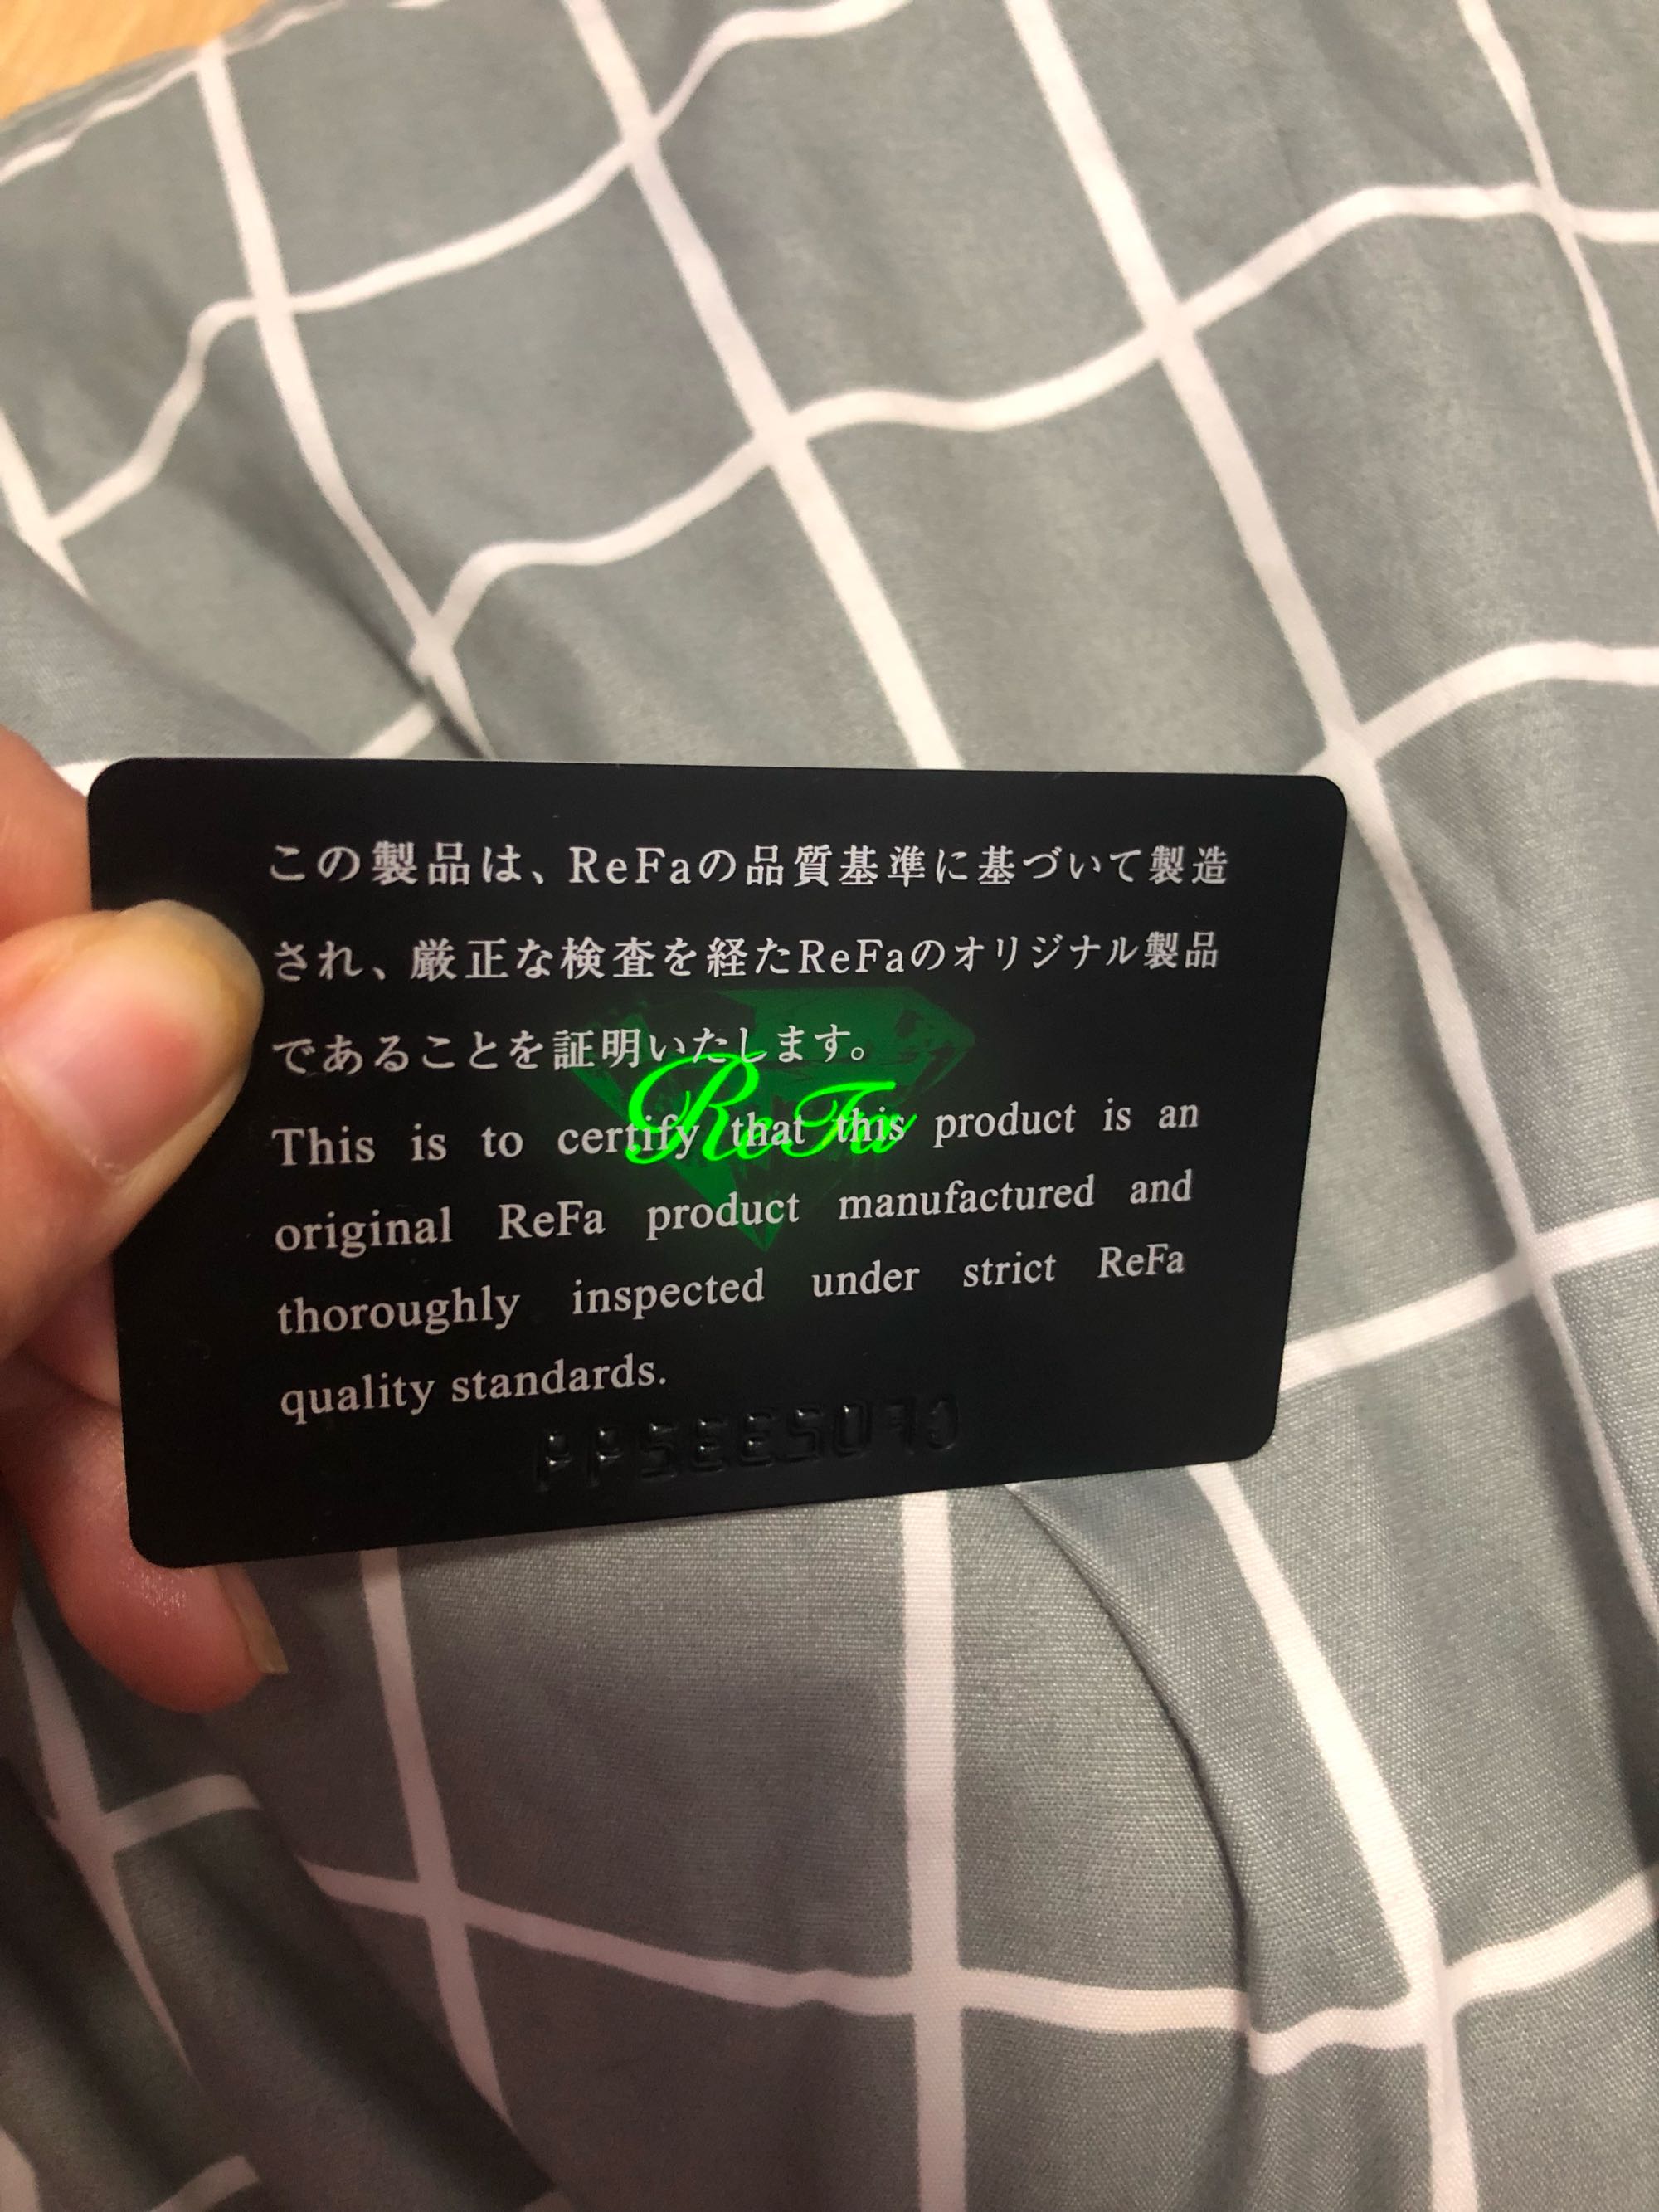 この製品は、ReFaの品質基準に基づいて製造
され、厳正な検査を経たReFaのオリジナル製品
であることを証明いたします。
ReFa
This is to certify that this product is an
original ReFa product manufactured and
thoroughly inspected under strict ReFa
quality standards.